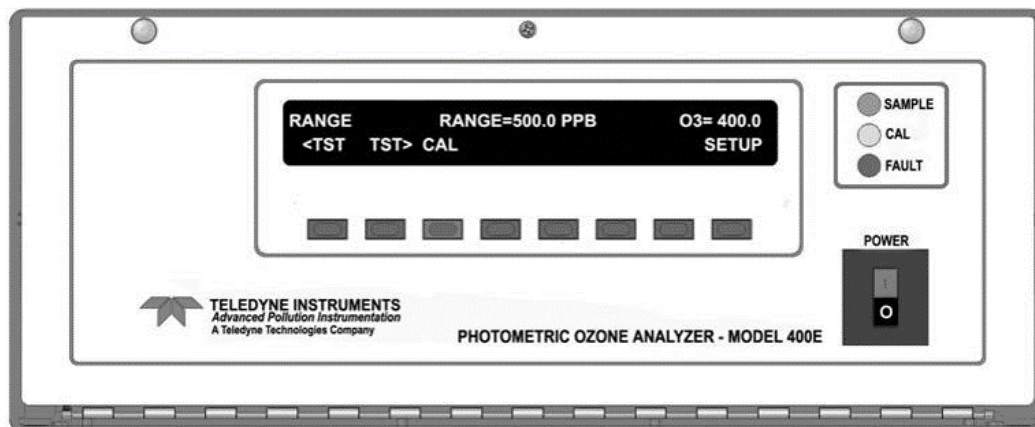 RANGE RANGE=500.0 PPB O3= 400.0
<TST TST> CAL SETUP
SAMPLE
CAL
FAULT
POWER
I
O
TELEDYNE INSTRUMENTS
Advanced Pollution Instrumentation
A Teledyne Technologies Company
PHOTOMETRIC OZONE ANALYZER - MODEL 400E